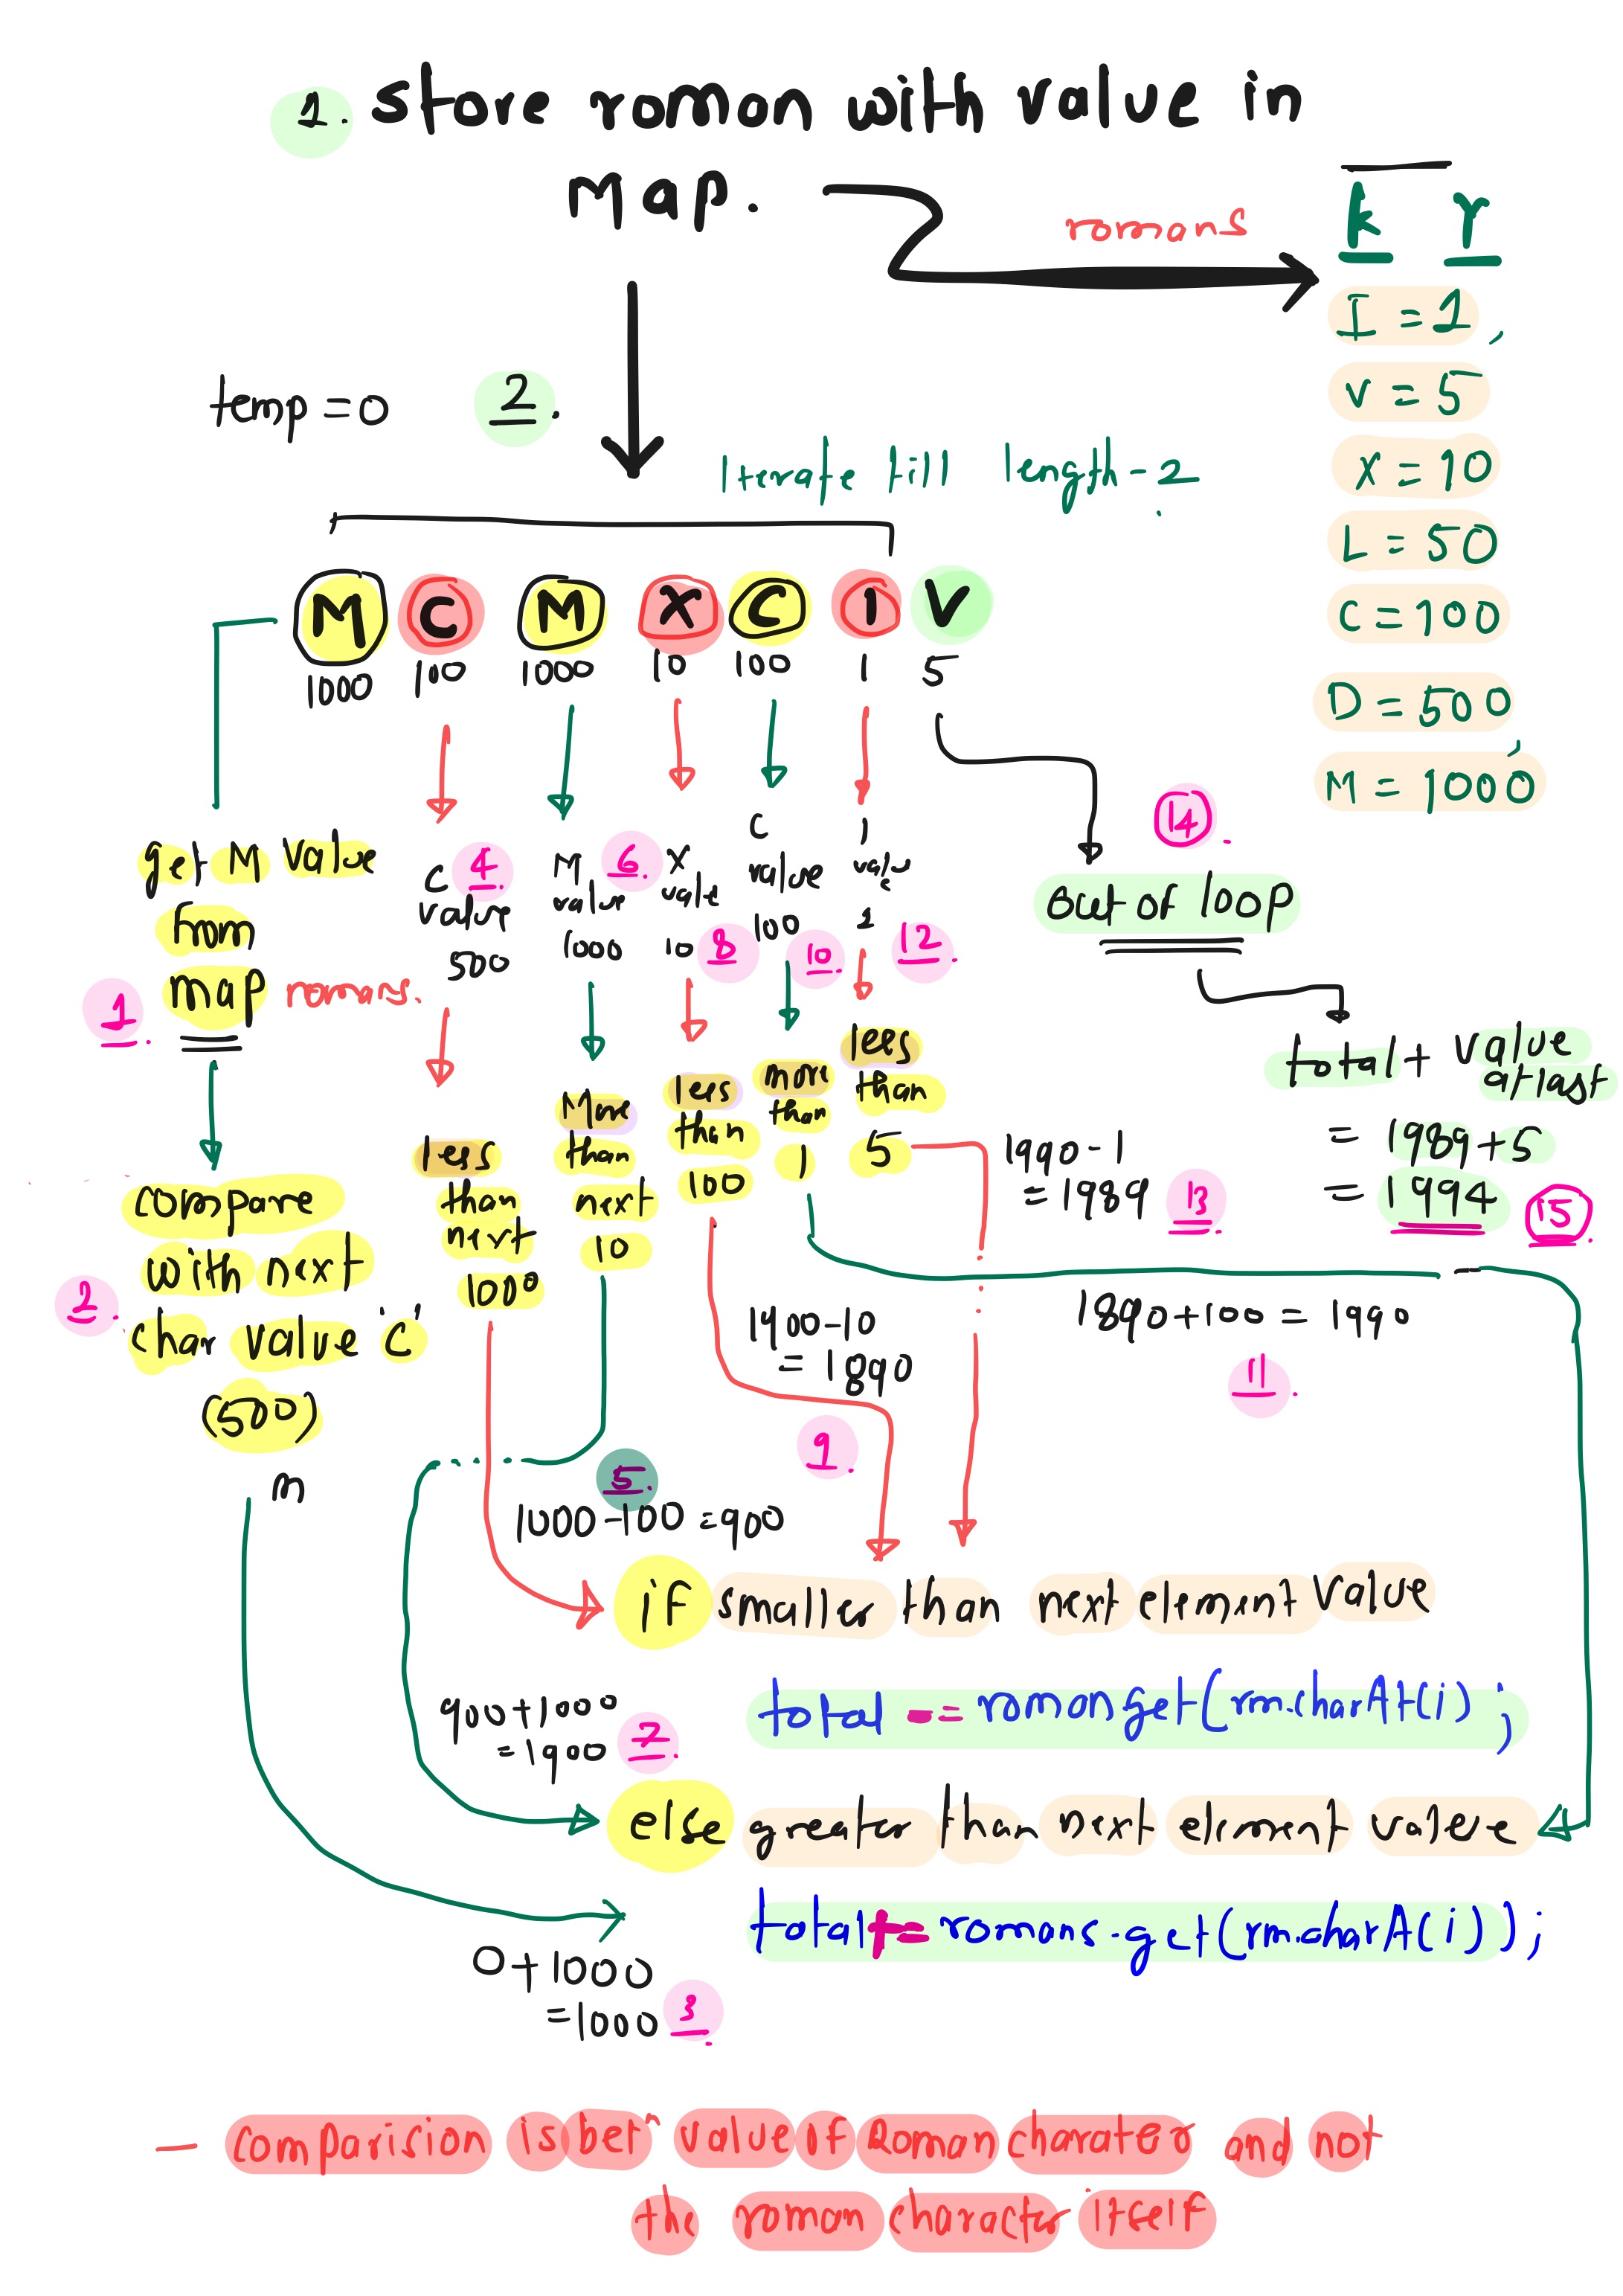 1. store roman with value in
Map.
romans
k r
I = 1,
V = 5
X = 10
L = 50
C = 100
D = 500,
M = 1000
temp = 0
2.
Iterate till length - 2
M C M X C I V
1000 100 1000 10 100 1 5
get M value
from
map romans.
1.
compare
with next
char value 'C'
(500)
2.
n
C 4.
value
500
less
than
next
1000
M
value
1000
6.
More
than
next
10
X
value
10
8.
less
than
100
C
value
100
10.
more
than
1
1
value
1
12.
less
than
5
14.
out of loop
total + value
at last
= 1989 + 5
= 1994 15.
1990 - 1
= 1989 13.
1890 + 100 = 1990
11.
1900 - 10
= 1890
9.
5.
1000 - 100 = 900
if smaller than next element value
total -= roman get(rm.charAt(i);
900 + 1000
= 1900 7.
else greater than next element valeve
total += romans.get(rm.charA(i));
0 + 1000
= 1000 3.
- comparision is betn value of Roman charater and not
the roman character itself